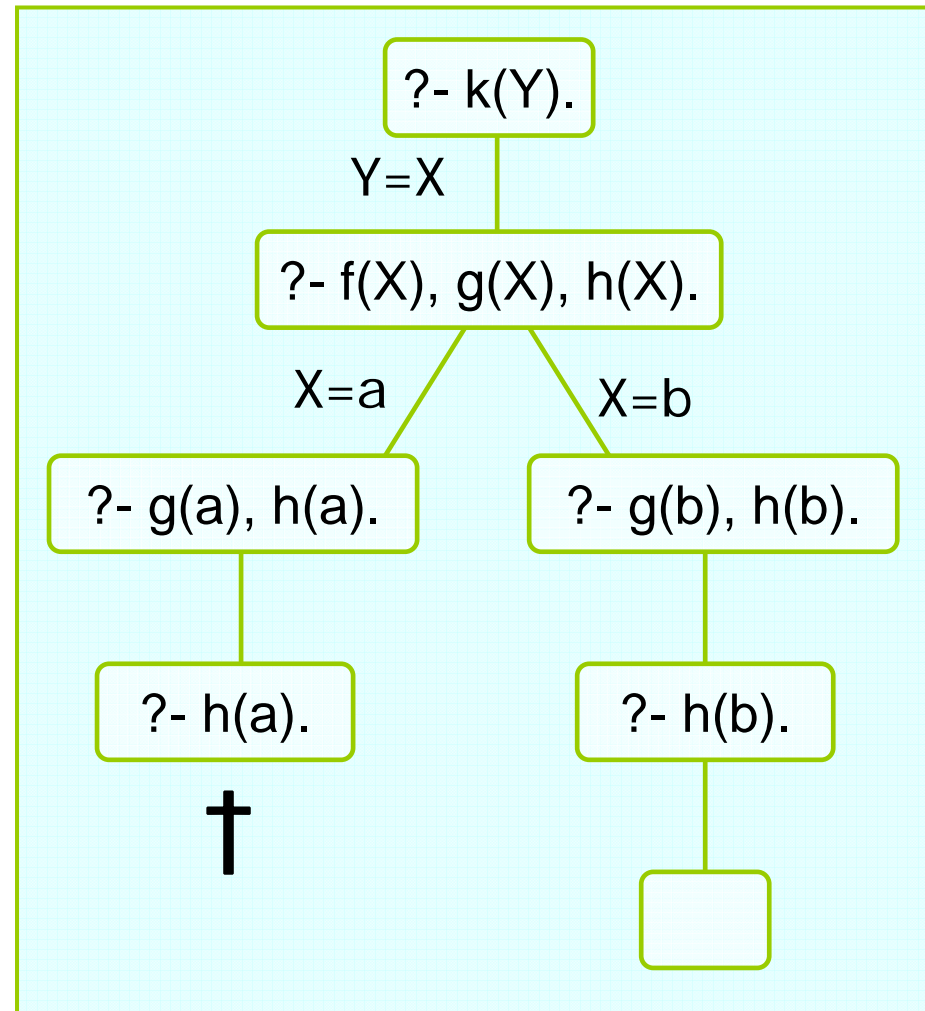 ?- k(Y).
Y=X
?- f(X), g(X), h(X).
X=a
X=b
?- g(a), h(a).
?- g(b), h(b).
?- h(a).
?- h(b).
†